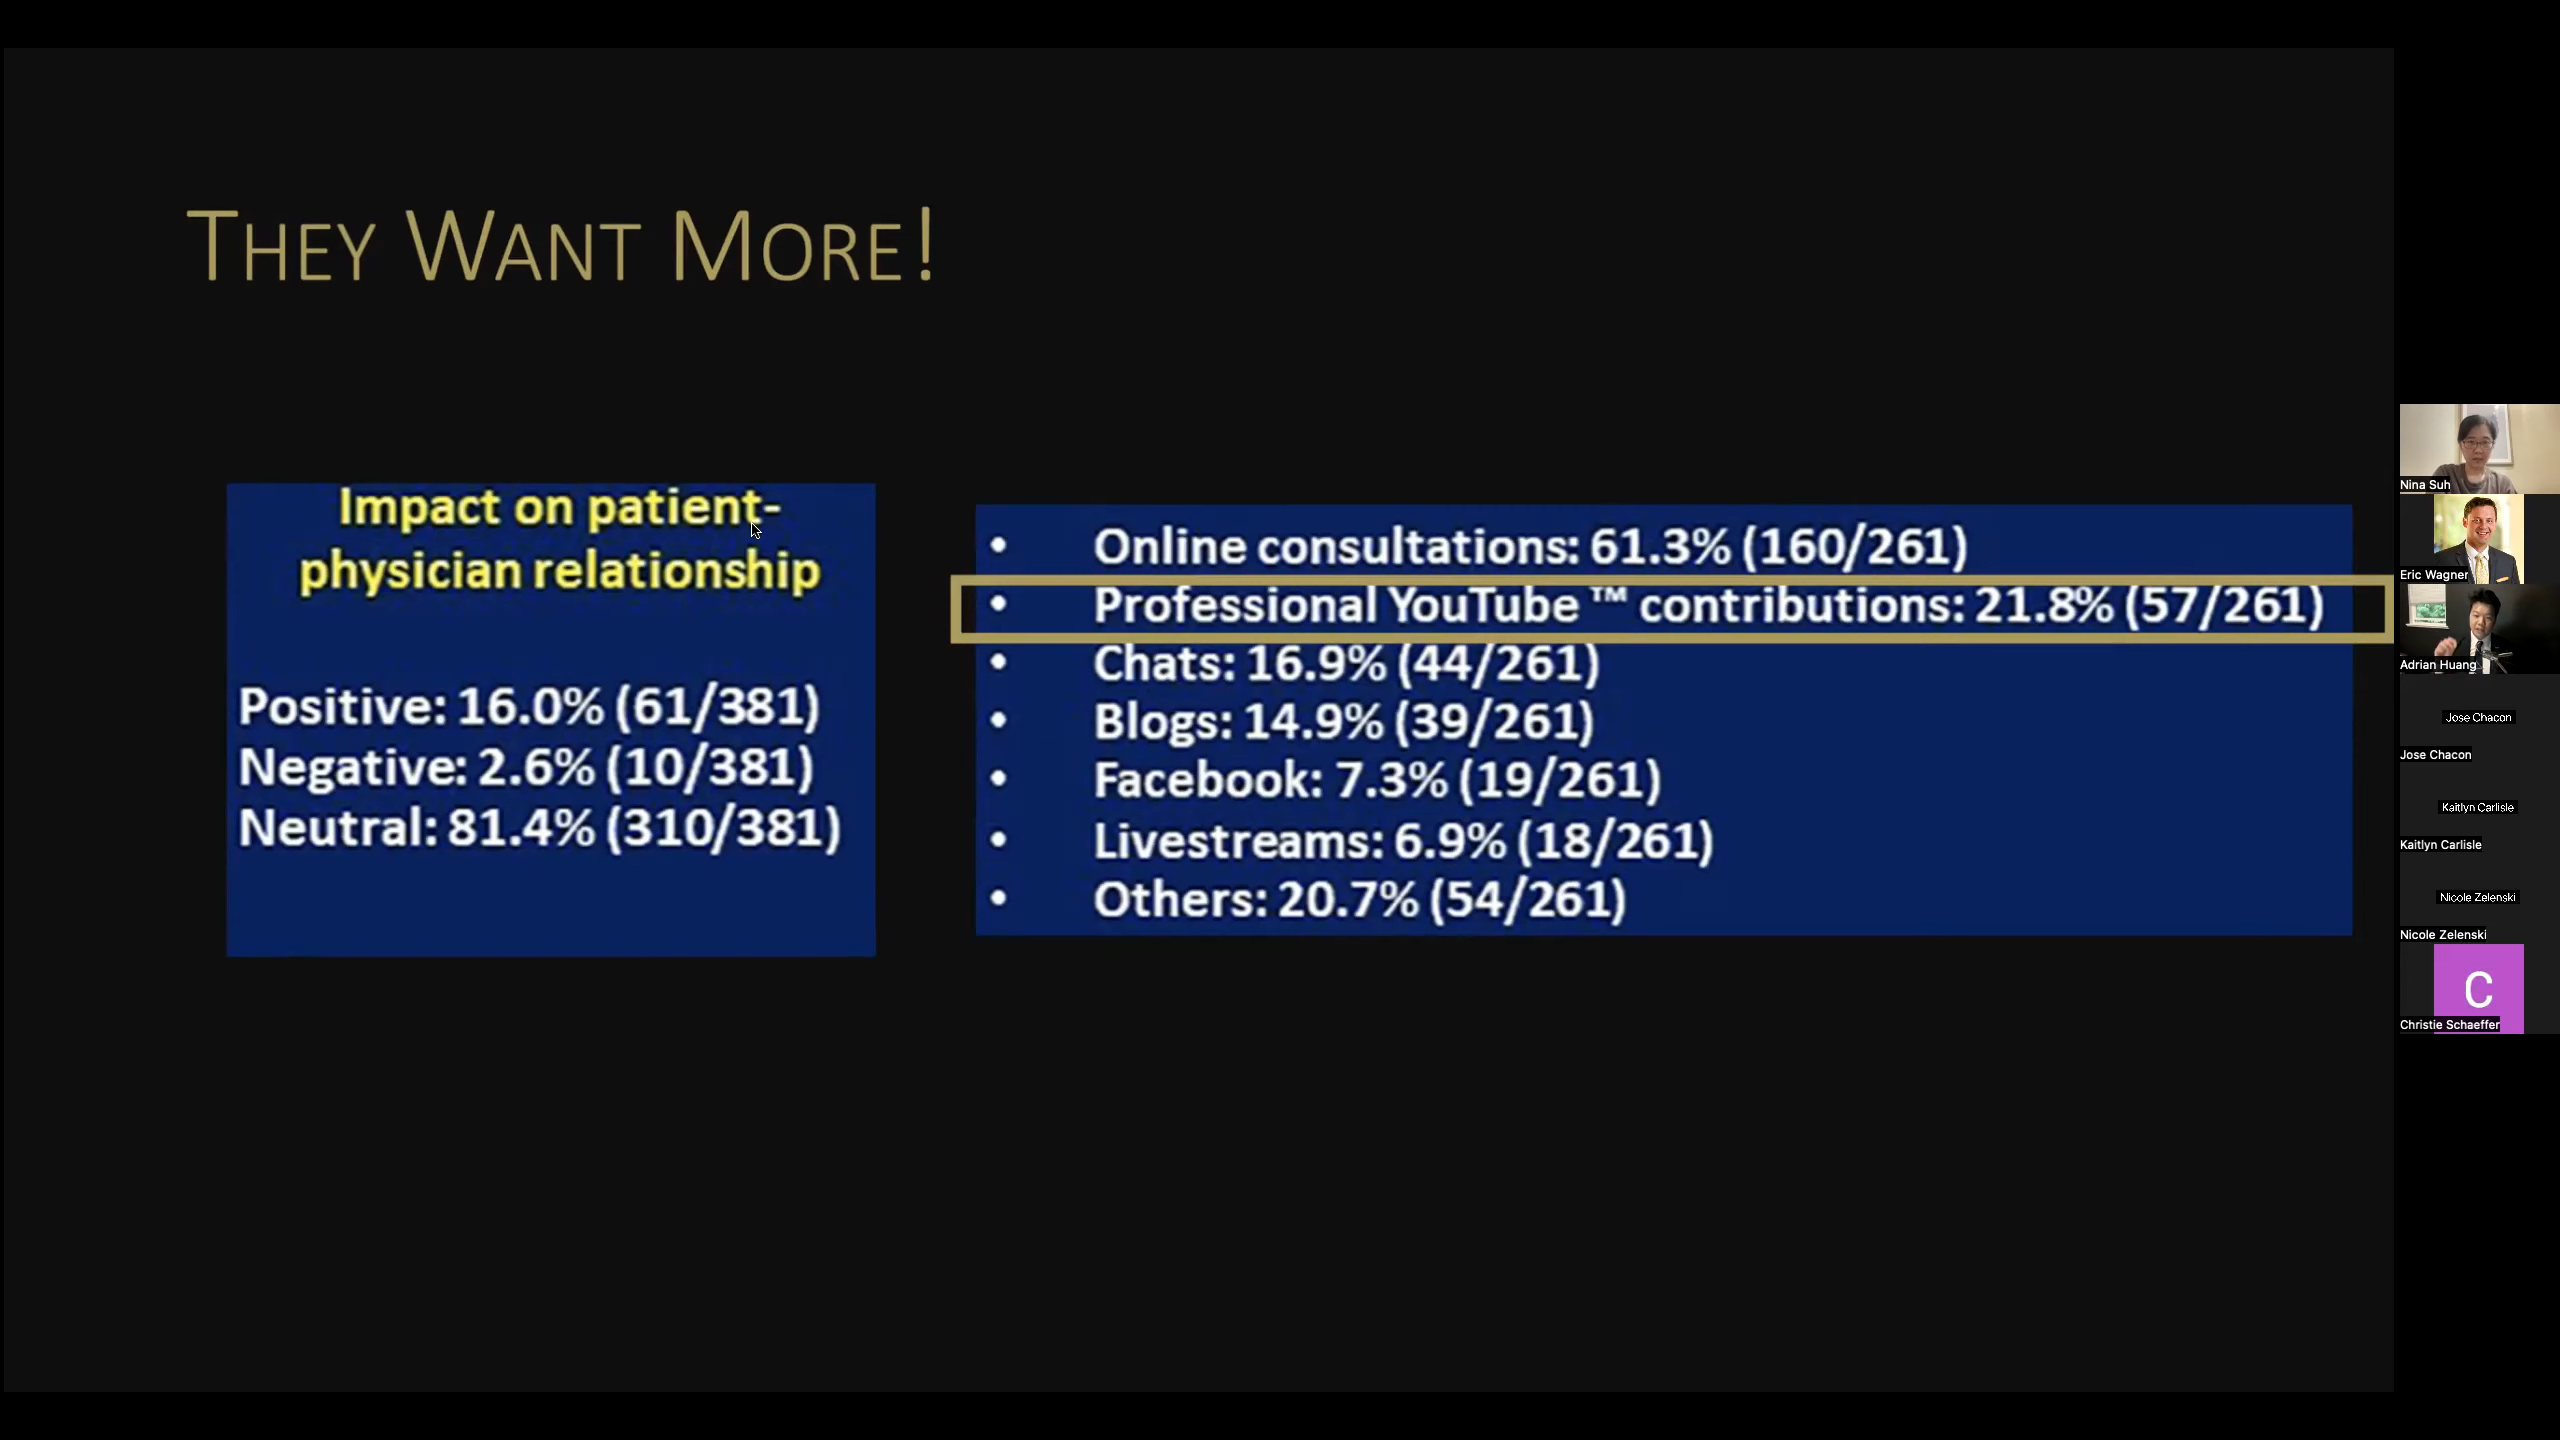 THEY WANT MORE!
Impact on patient-
physician relationship
Positive: 16.0% (61/381)
Negative: 2.6% (10/381)
Neutral: 81.4% (310/381)
• Online consultations: 61.3% (160/261)
• Professional YouTube ™ contributions: 21.8% (57/261)
• Chats: 16.9% (44/261)
• Blogs: 14.9% (39/261)
• Facebook: 7.3% (19/261)
• Livestreams: 6.9% (18/261)
• Others: 20.7% (54/261)
Nina Suh
Eric Wagner
Adrian Huang
Jose Chacon
Jose Chacon
Kaitlyn Carlisle
Kaitlyn Carlisle
Nicole Zelenski
Nicole Zelenski
C
Christie Schaeffer